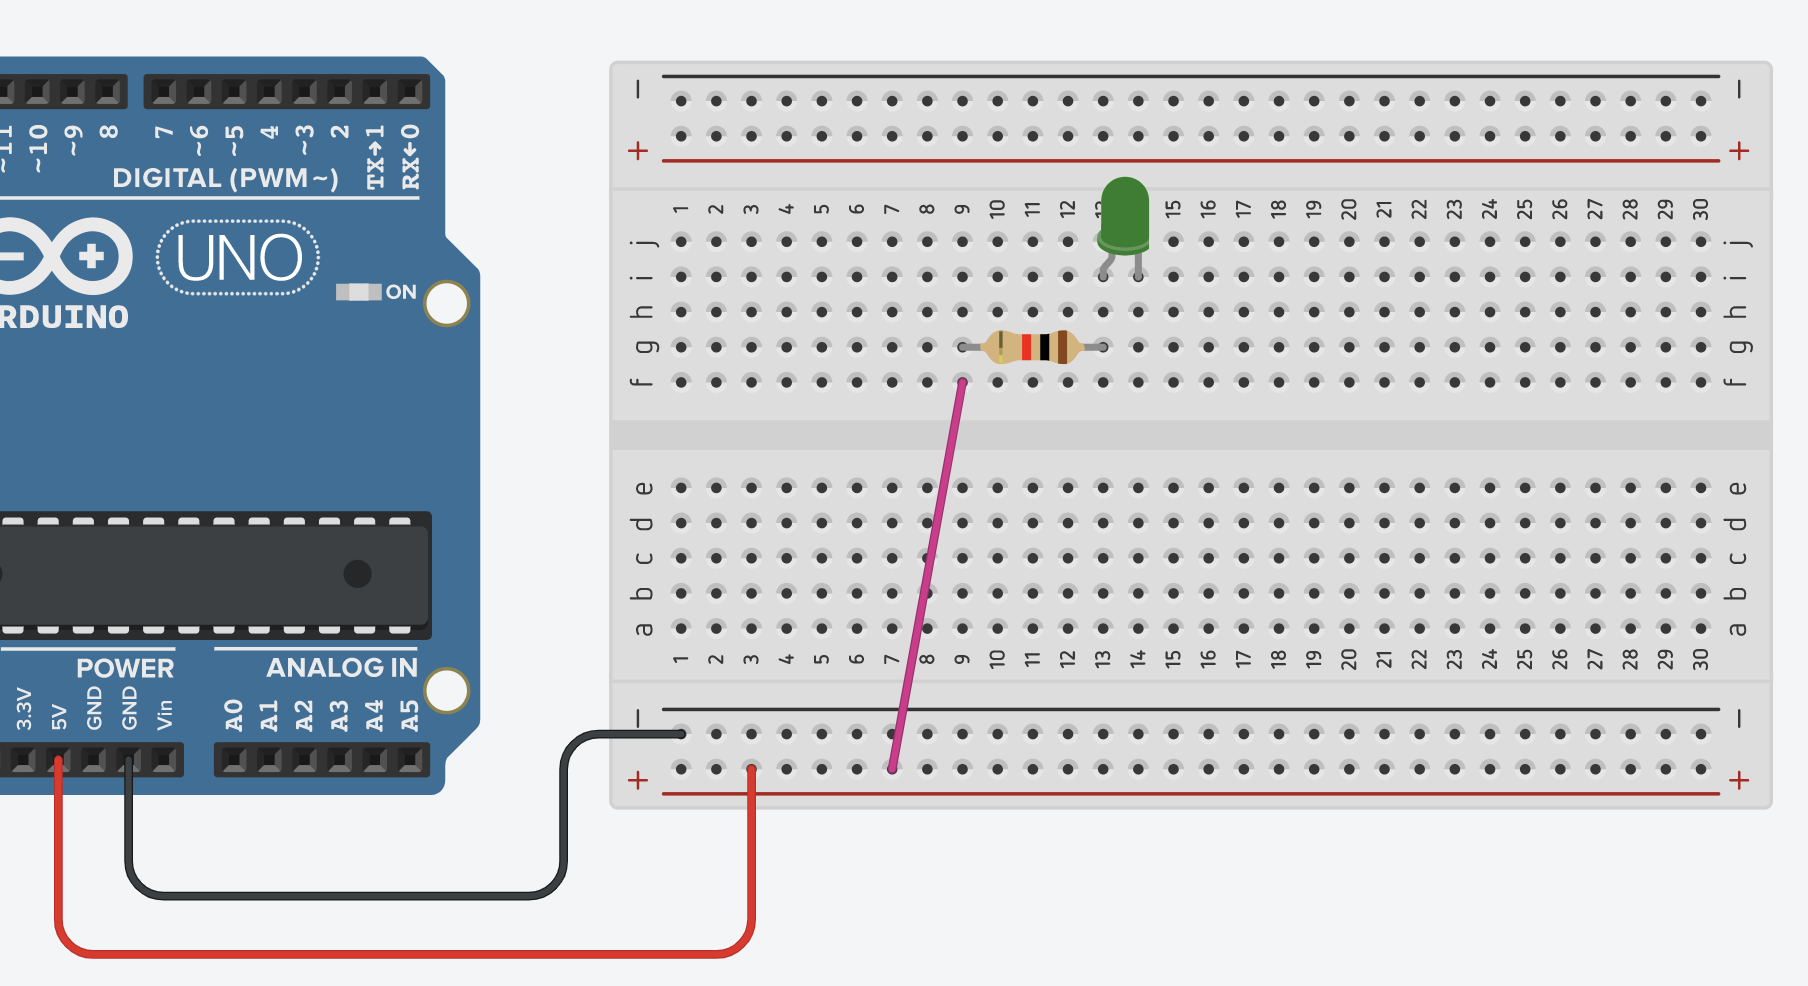 ~11 ~10 ~9 8 7 ~6 ~5 4 ~3 2 TX→1 RX←0
DIGITAL (PWM ~)
UNO
RDUINO
ON
POWER
ANALOG IN
3.3V 5V GND GND Vin A0 A1 A2 A3 A4 A5
− −
+ +
1 2 3 4 5 6 7 8 9 10 11 12 13 15 16 17 18 19 20 21 22 23 24 25 26 27 28 29 30
j j
i i
h h
g g
f f
e e
d d
c c
b b
a a
1 2 3 4 5 6 7 8 9 10 11 12 13 14 15 16 17 18 19 20 21 22 23 24 25 26 27 28 29 30
− −
+ +